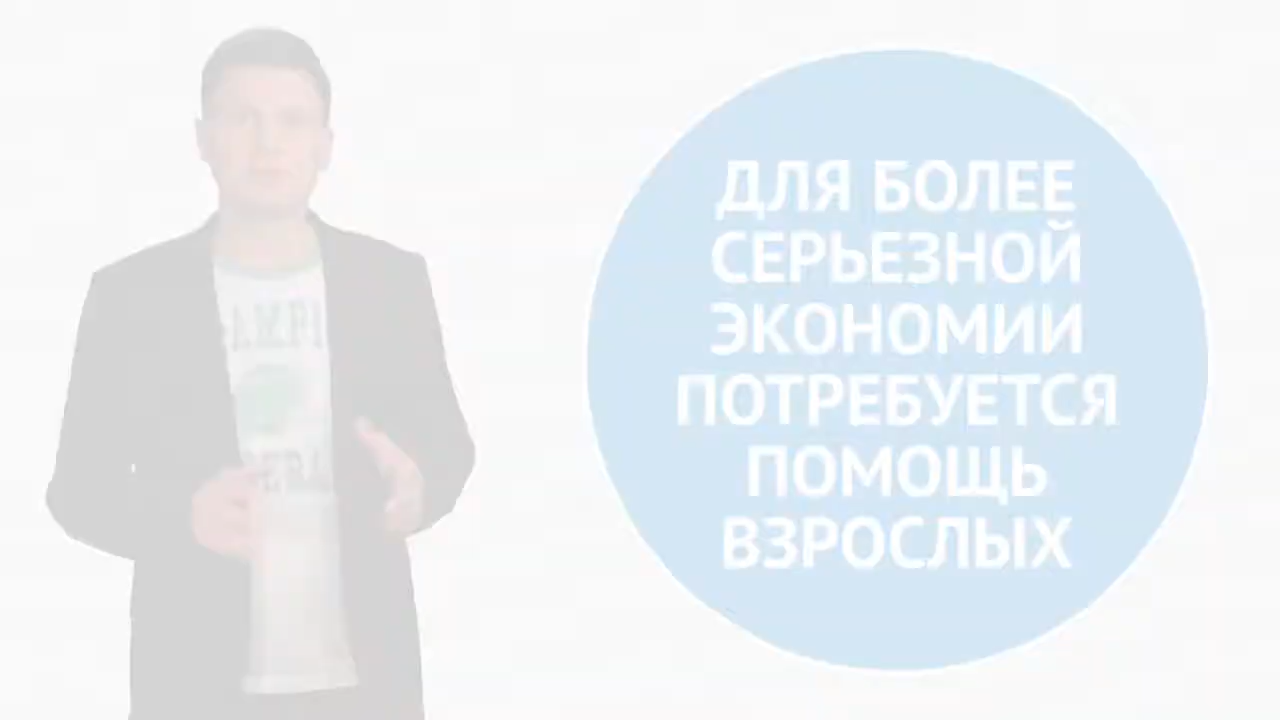 ДЛЯ БОЛЕЕ
СЕРЬЕЗНОЙ
ЭКОНОМИИ
ПОТРЕБУЕТСЯ
ПОМОЩЬ
ВЗРОСЛЫХ